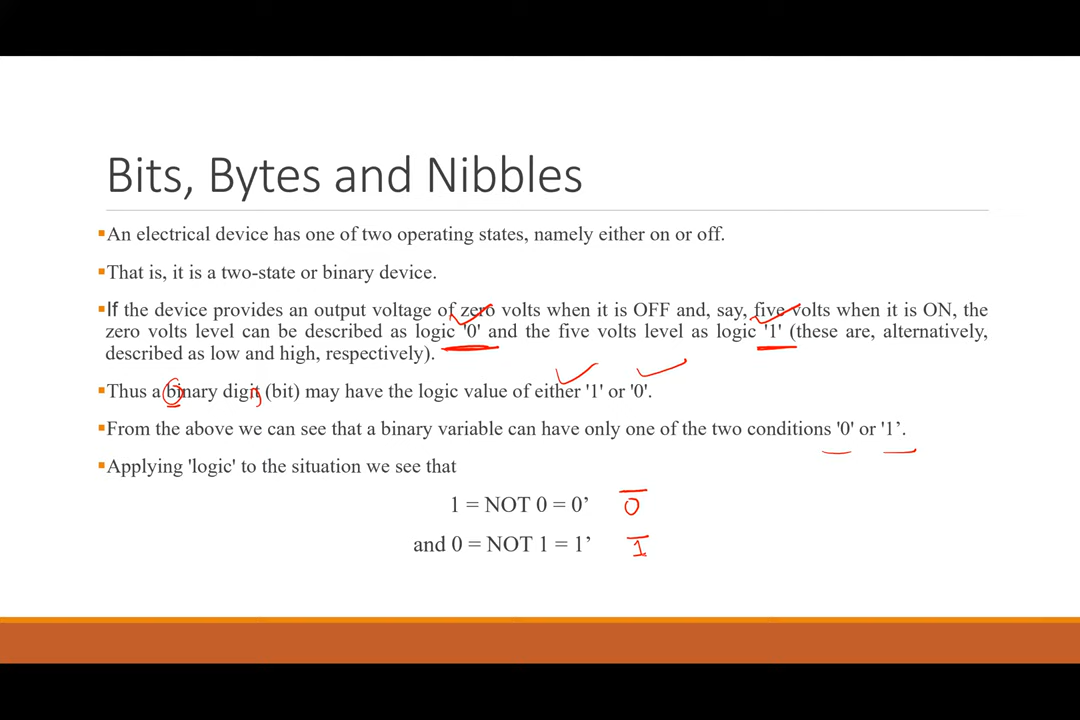 Bits, Bytes and Nibbles
▪An electrical device has one of two operating states, namely either on or off.
▪That is, it is a two-state or binary device.
▪If the device provides an output voltage of zero volts when it is OFF and, say, five volts when it is ON, the
zero volts level can be described as logic '0' and the five volts level as logic '1' (these are, alternatively,
described as low and high, respectively).
▪Thus a binary digit (bit) may have the logic value of either '1' or '0'.
▪From the above we can see that a binary variable can have only one of the two conditions '0' or '1’.
▪Applying 'logic' to the situation we see that
1 = NOT 0 = 0’ 0̅
and 0 = NOT 1 = 1’ 1̅